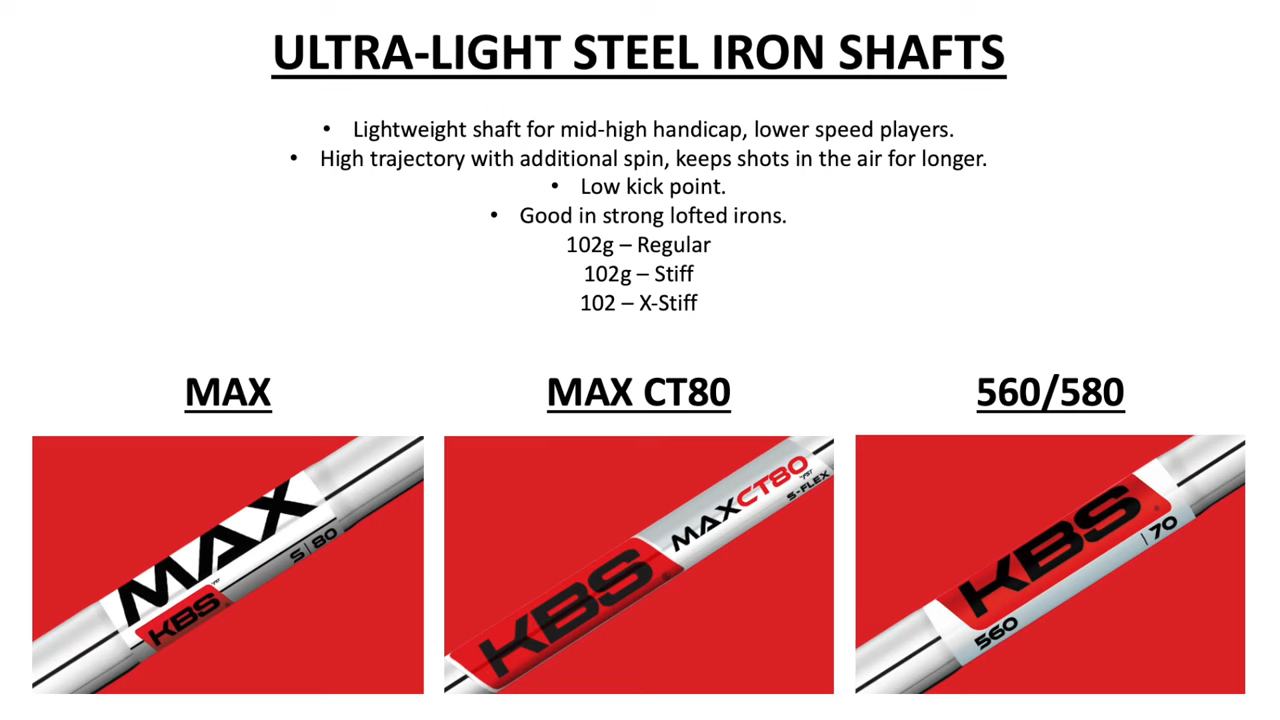 ULTRA-LIGHT STEEL IRON SHAFTS
• Lightweight shaft for mid-high handicap, lower speed players.
• High trajectory with additional spin, keeps shots in the air for longer.
• Low kick point.
• Good in strong lofted irons.
102g – Regular
102g – Stiff
102 – X-Stiff
MAX
MAX CT80
560/580
MAX
S | 80
KBS
MAXCT80
S-FLEX
KBS
KBS
| 70
560